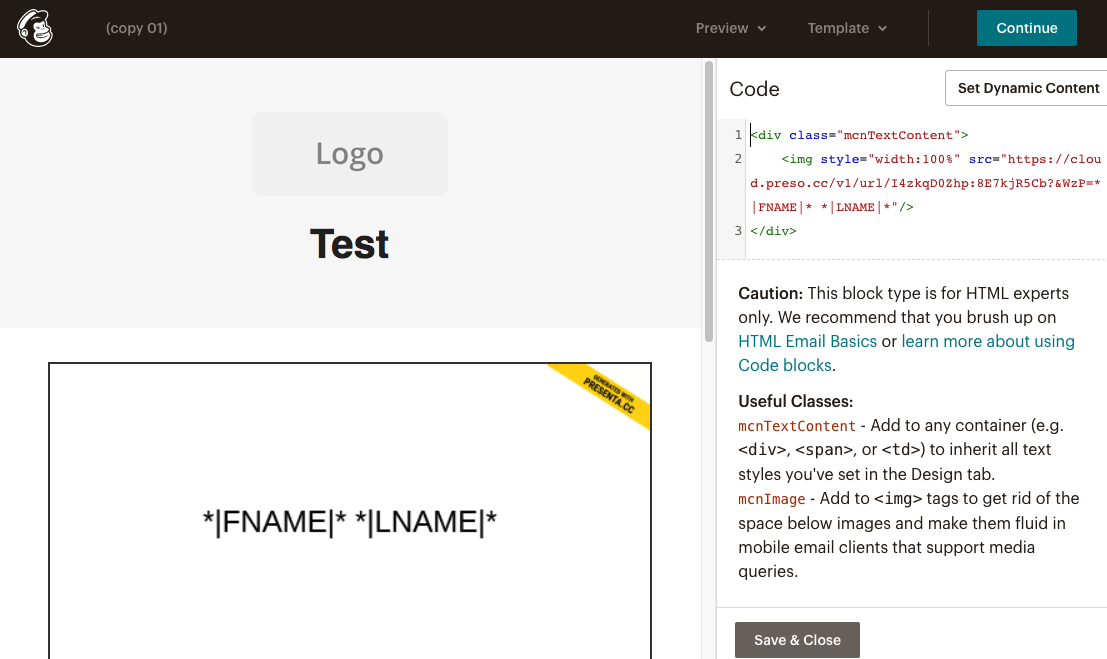 (copy 01)
Preview
Template
Continue
Logo
Test
GENERATED WITH
PRESENTA.CC
*|FNAME|* *|LNAME|*
Code
Set Dynamic Content
1 <div class="mcnTextContent">
2 <img style="width:100%" src="https://clou
d.preso.cc/v1/url/I4zkqD0Zhp:8E7kjR5Cb?&WzP=*
|FNAME|* *|LNAME|*"/>
3 </div>
Caution: This block type is for HTML experts
only. We recommend that you brush up on
HTML Email Basics or learn more about using
Code blocks.
Useful Classes:
mcnTextContent - Add to any container (e.g.
<div>, <span>, or <td>) to inherit all text
styles you've set in the Design tab.
mcnImage - Add to <img> tags to get rid of the
space below images and make them fluid in
mobile email clients that support media
queries.
Save & Close